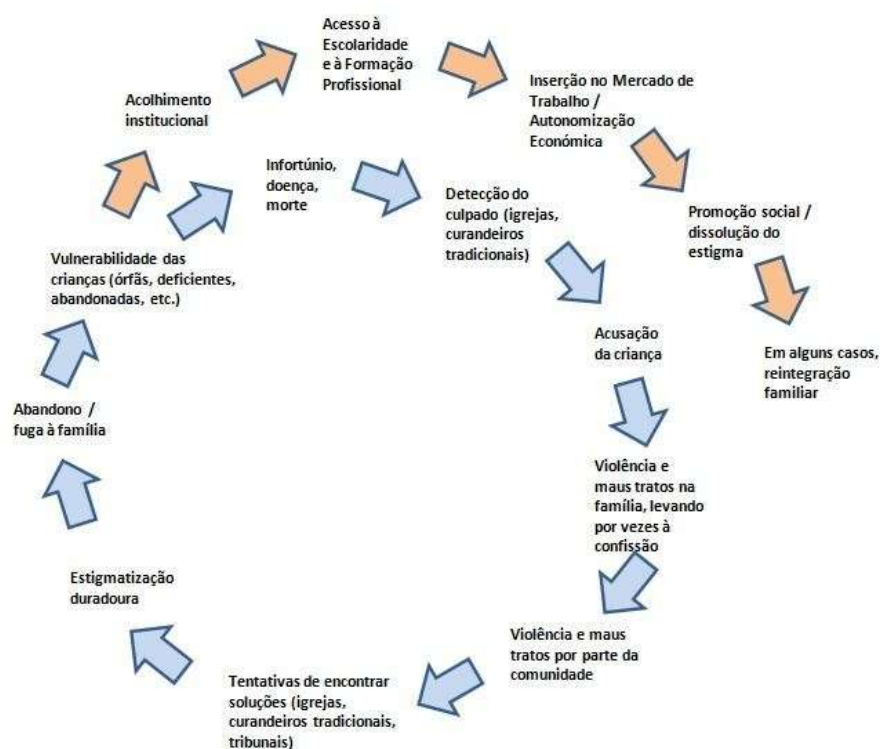 Acesso à
Escolaridade
e à Formação
Profissional
Inserção no Mercado de
Trabalho /
Autonomização
Económica
Acolhimento
institucional
Infortúnio,
doença,
morte
Detecção do
culpado (igrejas,
curandeiros
tradicionais)
Promoção social /
dissolução do
estigma
Vulnerabilidade das
crianças (órfãs, deficientes,
abandonadas, etc.)
Acusação
da criança
Em alguns casos,
reintegração
familiar
Abandono /
fuga à família
Violência e
maus tratos na
família, levando
por vezes à
confissão
Estigmatização
duradoura
Violência e maus
tratos por parte da
comunidade
Tentativas de encontrar
soluções (igrejas,
curandeiros tradicionais,
tribunais)